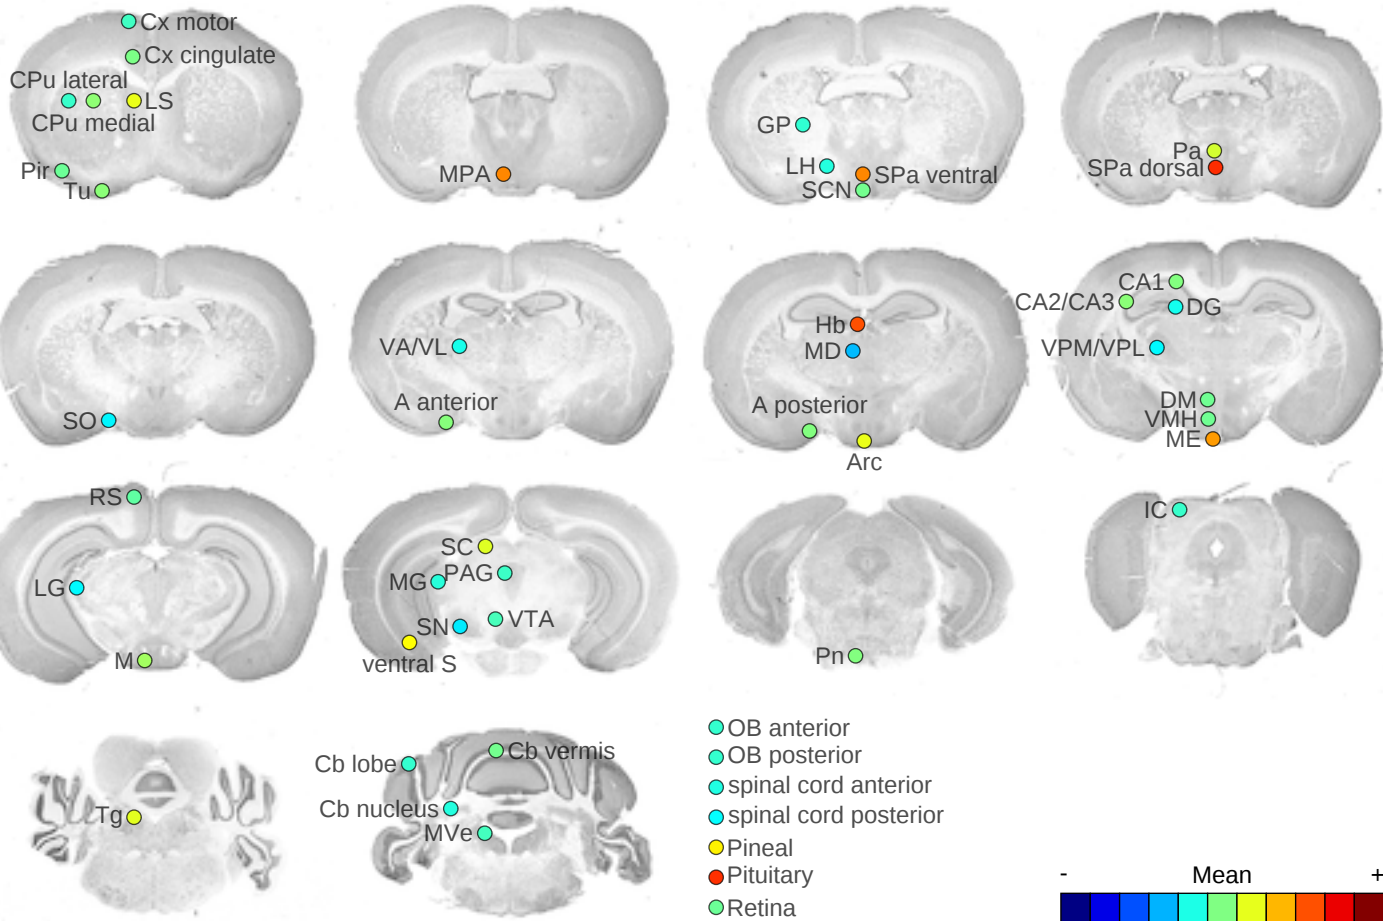 Cx motor
Cx cingulate
CPu lateral
LS
CPu medial
Pir
Tu
MPA
GP
LH
SPa ventral
SCN
Pa
SPa dorsal
SO
VA/VL
A anterior
Hb
MD
A posterior
Arc
CA1
CA2/CA3
DG
VPM/VPL
DM
VMH
ME
RS
LG
M
SC
PAG
MG
VTA
SN
ventral S
Pn
IC
Tg
Cb vermis
Cb lobe
Cb nucleus
MVe
OB anterior
OB posterior
spinal cord anterior
spinal cord posterior
Pineal
Pituitary
Retina
- Mean +